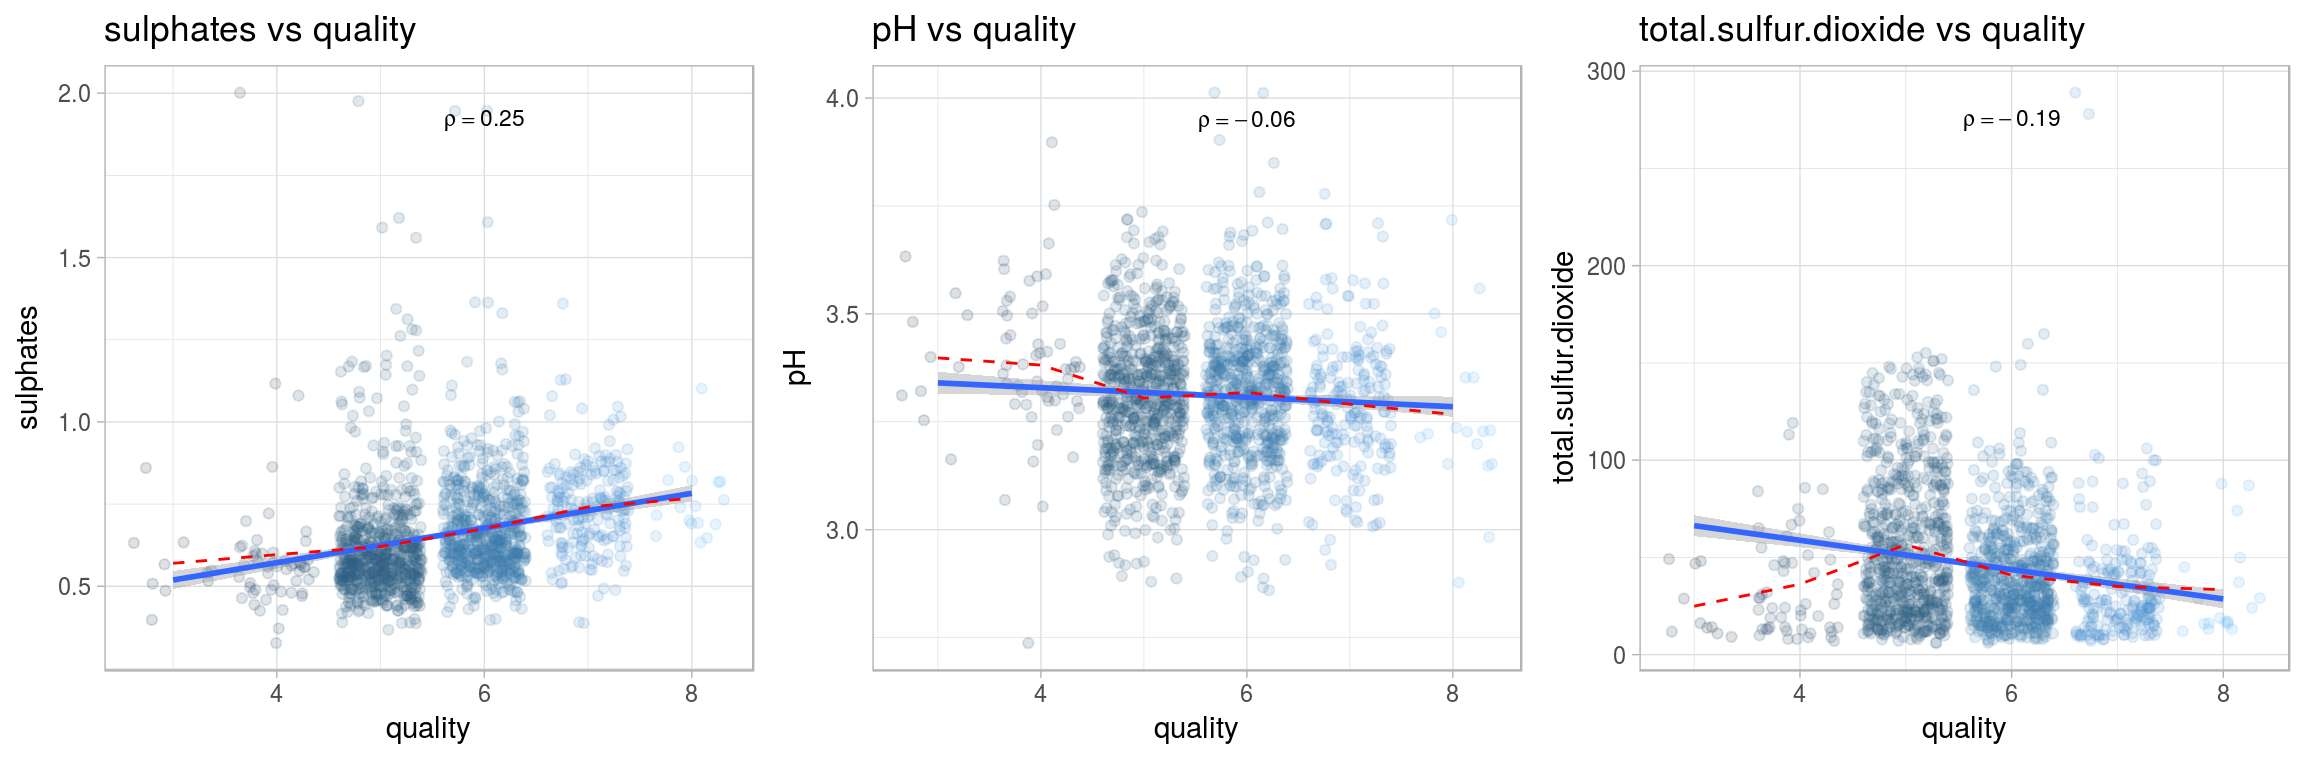 sulphates vs quality
2.0
1.5
1.0
0.5
sulphates
ρ = 0.25
4 6 8
quality
pH vs quality
4.0
3.5
3.0
pH
ρ = − 0.06
4 6 8
quality
total.sulfur.dioxide vs quality
300
200
100
0
total.sulfur.dioxide
ρ = − 0.19
4 6 8
quality